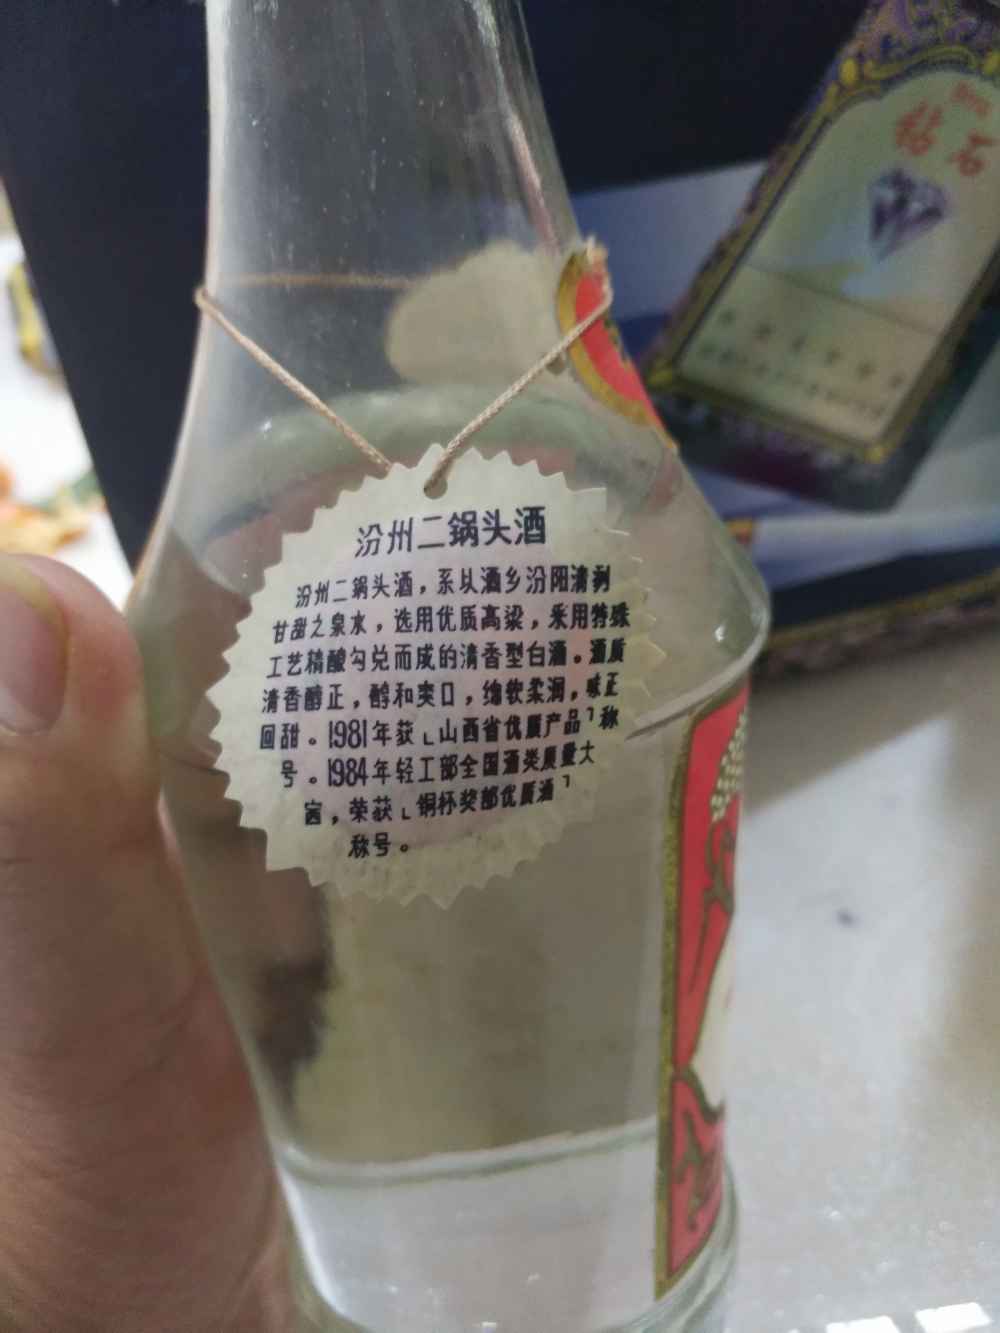 汾州二锅头酒
汾州二锅头酒，系以酒乡汾阳清洌
甘甜之泉水，选用优质高粱，采用特殊
工艺精酿勾兑而成的清香型白酒。酒质
清香醇正，醇和爽口，绵软柔润，味正
回甜。1981年获﹂山西省优质产品﹁称
号。1984年轻工部全国酒类质量大
赛，荣获﹂铜杯奖部优质酒﹁
称号。
钻石